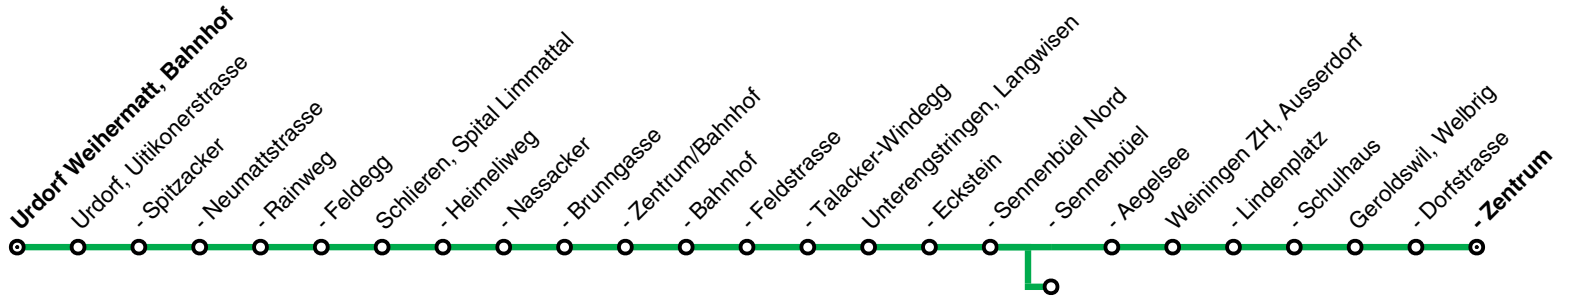 Urdorf Weihermatt, Bahnhof
Urdorf, Uitikonerstrasse
- Spitzacker
- Neumattstrasse
- Rainweg
- Feldegg
Schlieren, Spital Limmattal
- Heimeliweg
- Nassacker
- Brunngasse
- Zentrum/Bahnhof
- Bahnhof
- Feldstrasse
- Talacker-Windegg
Unterengstringen, Langwisen
- Eckstein
- Sennenbüel Nord
- Sennenbüel
- Aegelsee
Weiningen ZH, Ausserdorf
- Lindenplatz
- Schulhaus
Geroldswil, Welbrig
- Dorfstrasse
- Zentrum